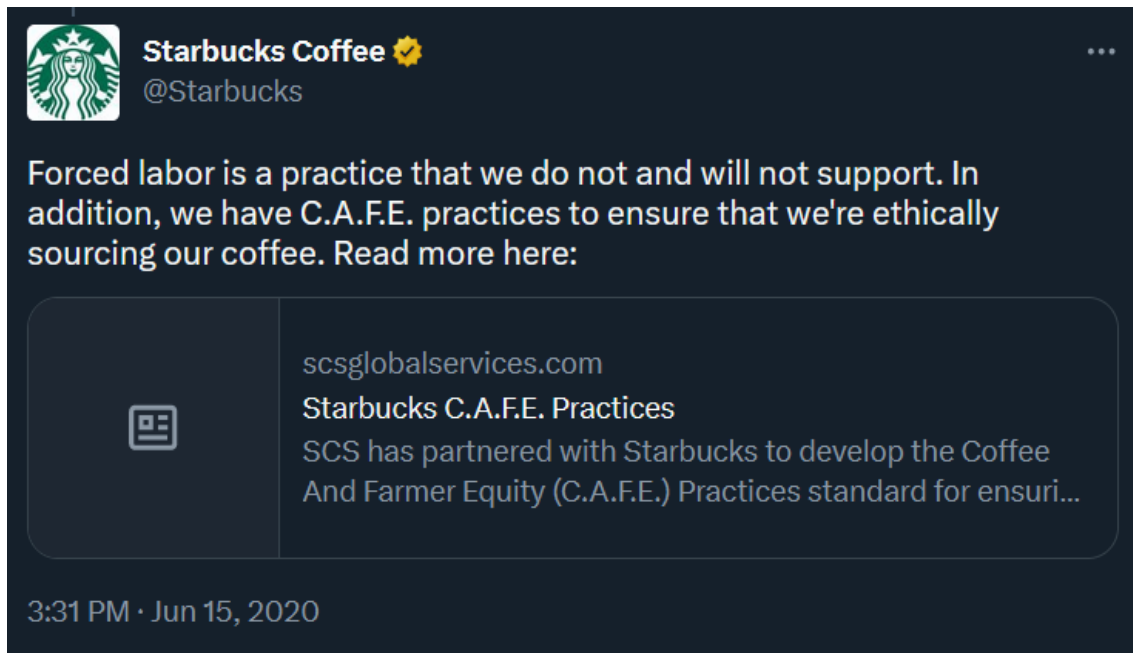 Starbucks Coffee
@Starbucks
Forced labor is a practice that we do not and will not support. In
addition, we have C.A.F.E. practices to ensure that we're ethically
sourcing our coffee. Read more here:
scsglobalservices.com
Starbucks C.A.F.E. Practices
SCS has partnered with Starbucks to develop the Coffee
And Farmer Equity (C.A.F.E.) Practices standard for ensuri...
3:31 PM · Jun 15, 2020